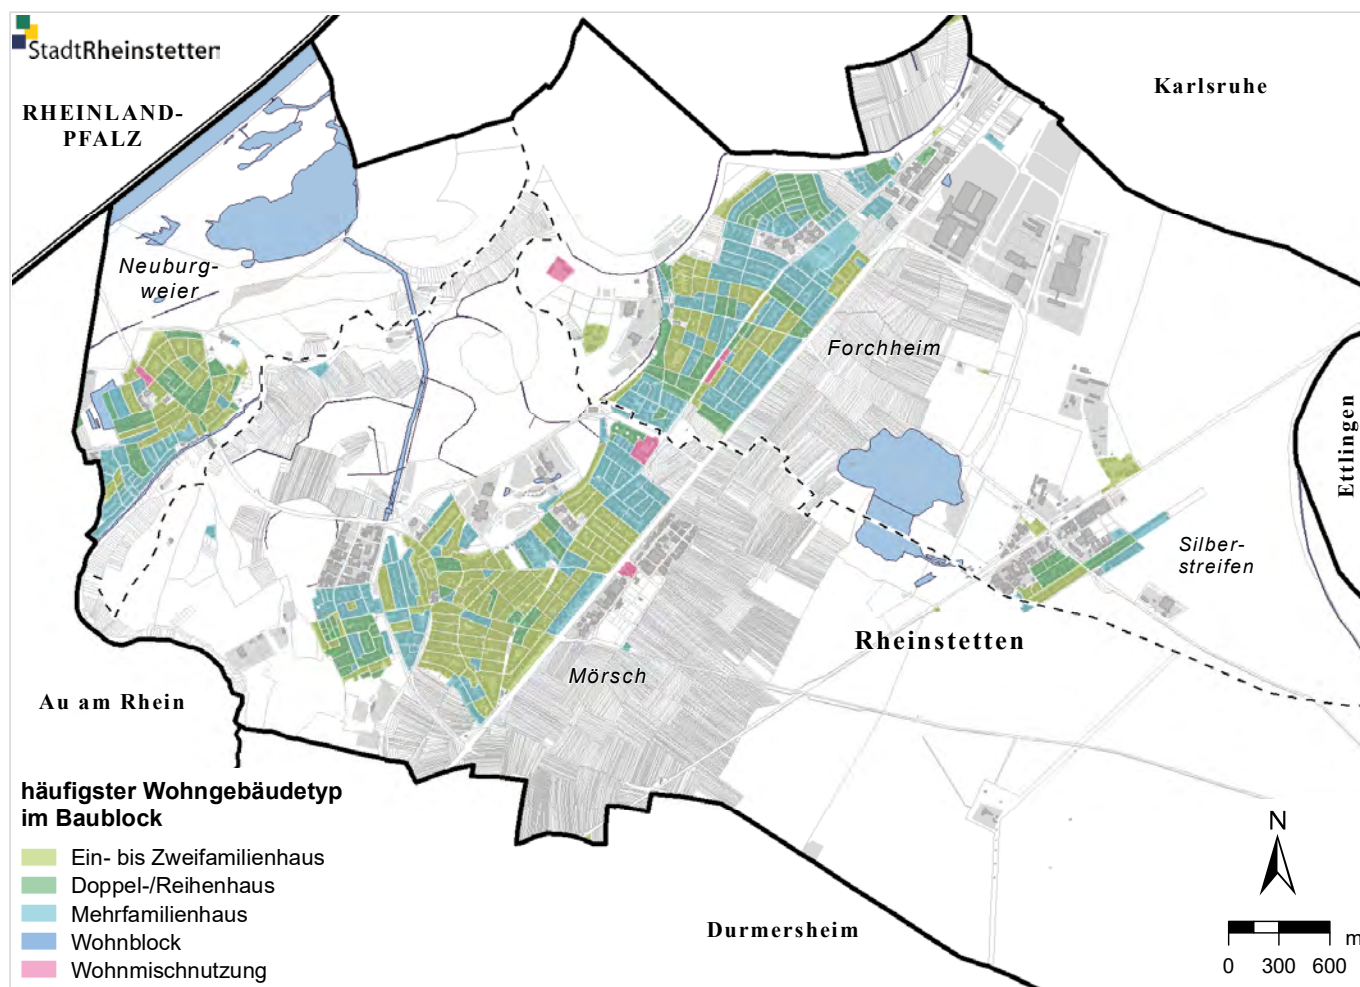 StadtRheinstetten
RHEINLAND-
PFALZ
Karlsruhe
Neuburg-
weier
Forchheim
Ettlingen
Silber-
streifen
Rheinstetten
Mörsch
Au am Rhein
Durmersheim
häufigster Wohngebäudetyp
im Baublock
Ein- bis Zweifamilienhaus
Doppel-/Reihenhaus
Mehrfamilienhaus
Wohnblock
Wohnmischnutzung
N
m
0 300 600